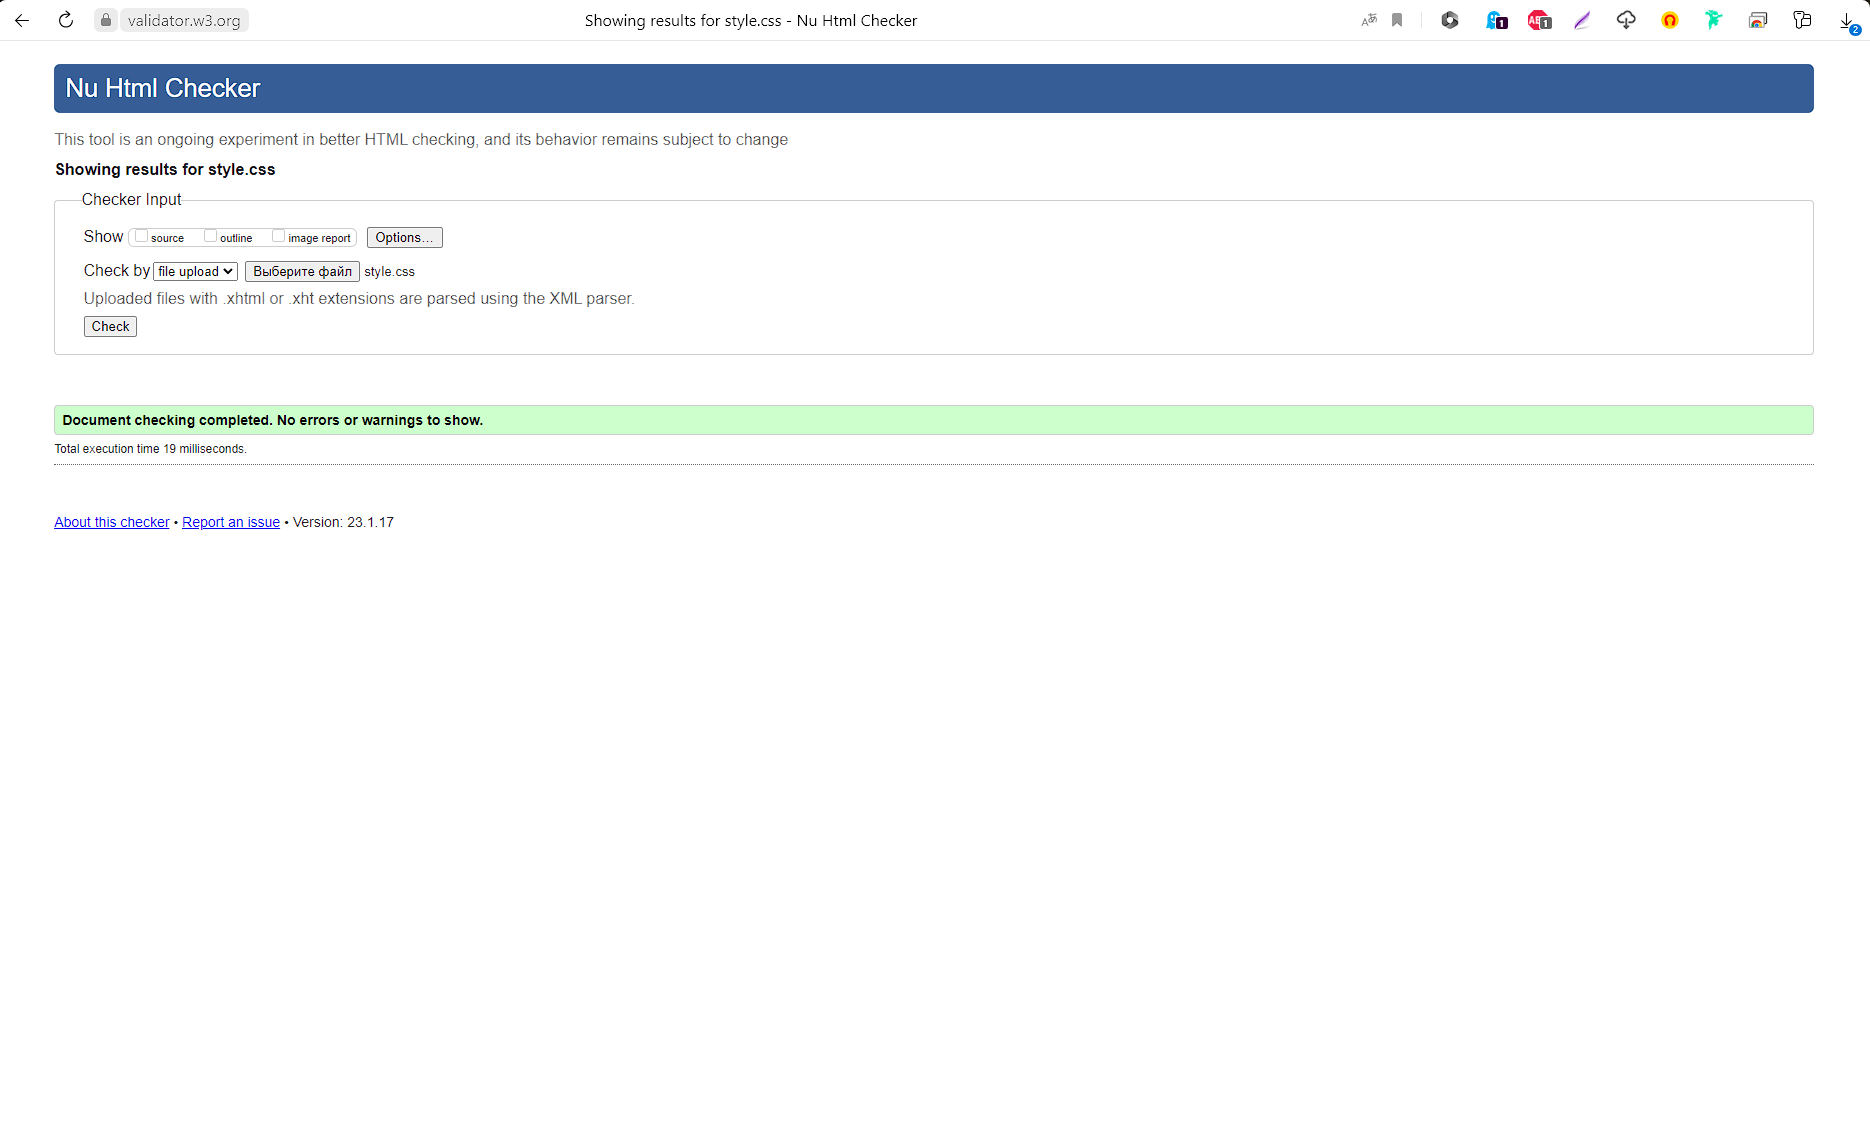 validator.w3.org
Showing results for style.css - Nu Html Checker
1
1
2
Nu Html Checker
This tool is an ongoing experiment in better HTML checking, and its behavior remains subject to change
Showing results for style.css
Checker Input
Show source outline image report Options...
Check by file upload Выберите файл style.css
Uploaded files with .xhtml or .xht extensions are parsed using the XML parser.
Check
Document checking completed. No errors or warnings to show.
Total execution time 19 milliseconds.
About this checker • Report an issue • Version: 23.1.17